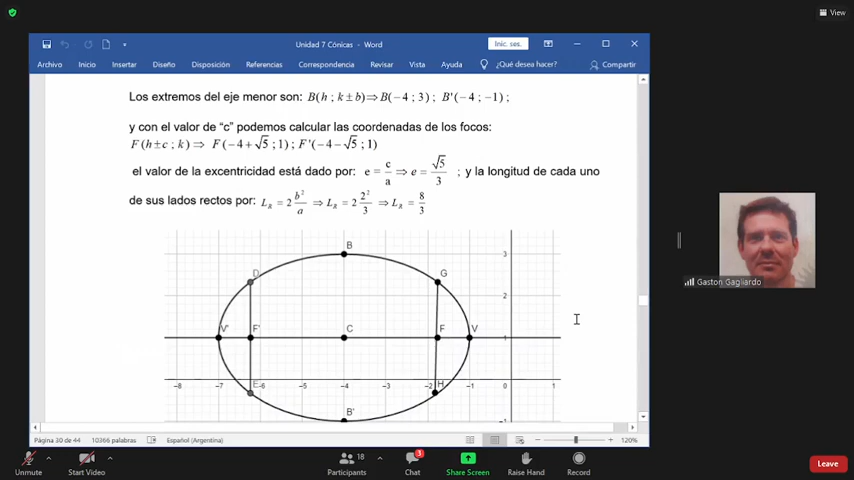 View
Unidad 7 Cónicas - Word
Inic. ses.
Archivo Inicio Insertar Diseño Disposición Referencias Correspondencia Revisar Vista Ayuda ¿Qué desea hacer? Compartir
Los extremos del eje menor son: B(h ; k ± b) ⇒ B(−4 ; 3) ; B'(−4 ; −1) ;
y con el valor de “c” podemos calcular las coordenadas de los focos:
F(h ± c ; k) ⇒ F(−4 + √5 ; 1) ; F'(−4 − √5 ; 1)
el valor de la excentricidad está dado por: e = c/a ⇒ e = √5/3 ; y la longitud de cada uno
de sus lados rectos por: L_R = 2 b²/a ⇒ L_R = 2 2²/3 ⇒ L_R = 8/3
B 3
D G
2
V' F' C F V 1
E H
−8 −7 −6 −5 −4 −3 −2 −1 0 1
B' −1
Gaston Gagliardo
Página 30 de 44 10366 palabras Español (Argentina) 120%
Unmute Start Video 18 Participants 3 Chat Share Screen Raise Hand Record Leave